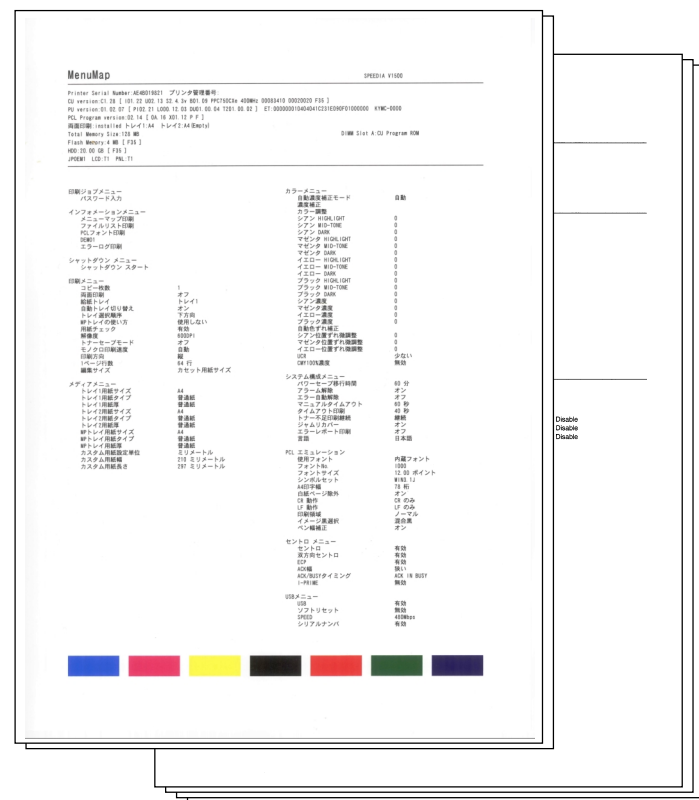 MenuMap
SPEEDIA V1500
Printer Serial Number:AE4B019821 プリンタ管理番号:
CU version:C1.28 [ I01.22 U02.13 S2.4.3v B01.09 PPC750CXe 400MHz 00083410 00020020 F35 ]
PU version:01.02.07 [ P102.21 L000.12.03 DU01.00.04 T201.00.02 ] ET:000000010404041C231E090F01000000 KYMC-0000
PCL Program version:02.14 [ CA.16 X01.12 P F ]
両面印刷:installed トレイ1:A4 トレイ2:A4(Empty)
Total Memory Size:128 MB
DIMM Slot A:CU Program ROM
Flash Memory:4 MB [ F35 ]
HDD:20.00 GB [ F35 ]
JPOEM1 LCD:T1 PNL:T1
印刷ジョブメニュー
パスワード入力
インフォメーションメニュー
メニューマップ印刷
ファイルリスト印刷
PCLフォント印刷
DEMO1
エラーログ印刷
シャットダウン メニュー
シャットダウン スタート
印刷メニュー
コピー枚数 1
両面印刷 オフ
給紙トレイ トレイ1
自動トレイ切り替え オン
トレイ選択順序 下方向
MPトレイの使い方 使用しない
用紙チェック 有効
解像度 600DPI
トナーセーブモード オフ
モノクロ印刷速度 自動
印刷方向 縦
1ページ行数 64 行
編集サイズ カセット用紙サイズ
メディアメニュー
トレイ1用紙サイズ A4
トレイ1用紙タイプ 普通紙
トレイ1用紙厚 普通紙
トレイ2用紙サイズ A4
トレイ2用紙タイプ 普通紙
トレイ2用紙厚 普通紙
MPトレイ用紙サイズ A4
MPトレイ用紙タイプ 普通紙
MPトレイ用紙厚 普通紙
カスタム用紙設定単位 ミリメートル
カスタム用紙幅 210 ミリメートル
カスタム用紙長さ 297 ミリメートル
カラーメニュー
自動濃度補正モード 自動
濃度補正
カラー調整
シアン HIGHLIGHT 0
シアン MID-TONE 0
シアン DARK 0
マゼンタ HIGHLIGHT 0
マゼンタ MID-TONE 0
マゼンタ DARK 0
イエロー HIGHLIGHT 0
イエロー MID-TONE 0
イエロー DARK 0
ブラック HIGHLIGHT 0
ブラック MID-TONE 0
ブラック DARK 0
シアン濃度 0
マゼンタ濃度 0
イエロー濃度 0
ブラック濃度 0
自動色ずれ補正
シアン位置ずれ微調整 0
マゼンタ位置ずれ微調整 0
イエロー位置ずれ微調整 0
UCR 少ない
CMY100%濃度 無効
システム構成メニュー
パワーセーブ移行時間 60 分
アラーム解除 オン
エラー自動解除 オフ
マニュアルタイムアウト 60 秒
タイムアウト印刷 40 秒
トナー不足印刷継続 継続
ジャムリカバー オン
エラーレポート印刷 オフ
言語 日本語
PCL エミュレーション
使用フォント 内蔵フォント
フォントNo. I000
フォントサイズ 12.00 ポイント
シンボルセット WIN3.1J
A4印字幅 78 桁
白紙ページ除外 オン
CR 動作 CR のみ
LF 動作 LF のみ
印刷領域 ノーマル
イメージ黒選択 混合黒
ペン幅補正 オン
セントロ メニュー
セントロ 有効
双方向セントロ 有効
ECP 有効
ACK幅 狭い
ACK/BUSYタイミング ACK IN BUSY
I-PRIME 無効
USBメニュー
USB 有効
ソフトリセット 無効
SPEED 480Mbps
シリアルナンバ 有効
Disable
Disable
Disable